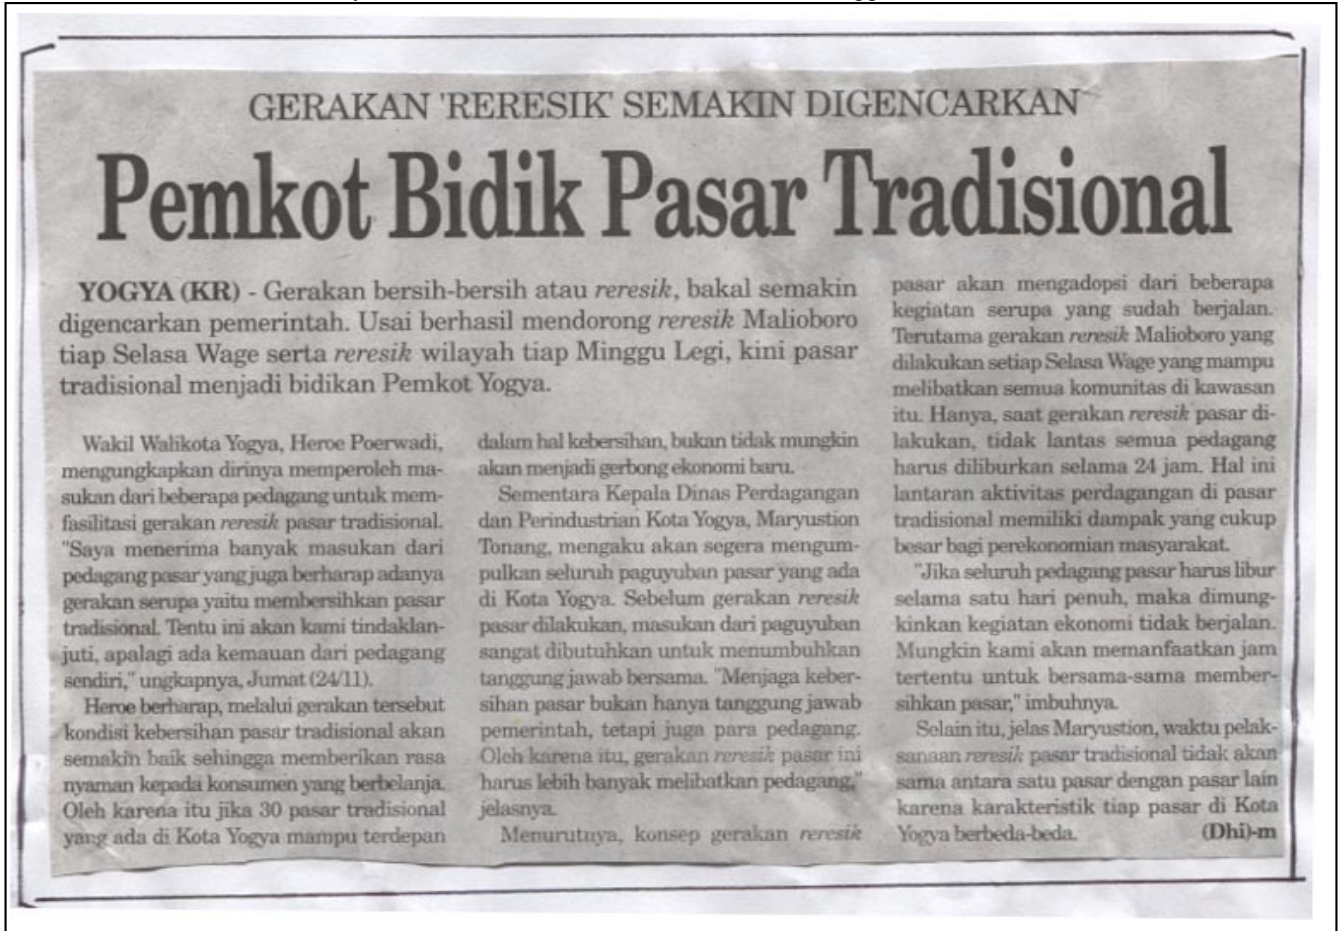 GERAKAN 'RERESIK' SEMAKIN DIGENCARKAN
Pemkot Bidik Pasar Tradisional
YOGYA (KR) - Gerakan bersih-bersih atau reresik, bakal semakin
digencarkan pemerintah. Usai berhasil mendorong reresik Malioboro
tiap Selasa Wage serta reresik wilayah tiap Minggu Legi, kini pasar
tradisional menjadi bidikan Pemkot Yogya.
Wakil Walikota Yogya, Heroe Poerwadi,
mengungkapkan dirinya memperoleh ma-
sukan dari beberapa pedagang untuk mem-
fasilitasi gerakan reresik pasar tradisional.
"Saya menerima banyak masukan dari
pedagang pasar yang juga berharap adanya
gerakan serupa yaitu membersihkan pasar
tradisional. Tentu ini akan kami tindaklan-
juti, apalagi ada kemauan dari pedagang
sendiri," ungkapnya, Jumat (24/11).
Heroe berharap, melalui gerakan tersebut
kondisi kebersihan pasar tradisional akan
semakin baik sehingga memberikan rasa
nyaman kepada konsumen yang berbelanja.
Oleh karena itu jika 30 pasar tradisional
yang ada di Kota Yogya mampu terdepan
dalam hal kebersihan, bukan tidak mungkin
akan menjadi gerbong ekonomi baru.
Sementara Kepala Dinas Perdagangan
dan Perindustrian Kota Yogya, Maryustion
Tonang, mengaku akan segera mengum-
pulkan seluruh paguyuban pasar yang ada
di Kota Yogya. Sebelum gerakan reresik
pasar dilakukan, masukan dari paguyuban
sangat dibutuhkan untuk menumbuhkan
tanggung jawab bersama. "Menjaga keber-
sihan pasar bukan hanya tanggung jawab
pemerintah, tetapi juga para pedagang.
Oleh karena itu, gerakan reresik pasar ini
harus lebih banyak melibatkan pedagang,"
jelasnya.
Menurutnya, konsep gerakan reresik
pasar akan mengadopsi dari beberapa
kegiatan serupa yang sudah berjalan.
Terutama gerakan reresik Malioboro yang
dilakukan setiap Selasa Wage yang mampu
melibatkan semua komunitas di kawasan
itu. Hanya, saat gerakan reresik pasar di-
lakukan, tidak lantas semua pedagang
harus diliburkan selama 24 jam. Hal ini
lantaran aktivitas perdagangan di pasar
tradisional memiliki dampak yang cukup
besar bagi perekonomian masyarakat.
"Jika seluruh pedagang pasar harus libur
selama satu hari penuh, maka dimung-
kinkan kegiatan ekonomi tidak berjalan.
Mungkin kami akan memanfaatkan jam
tertentu untuk bersama-sama member-
sihkan pasar," imbuhnya.
Selain itu, jelas Maryustion, waktu pelak-
sanaan reresik pasar tradisional tidak akan
sama antara satu pasar dengan pasar lain
karena karakteristik tiap pasar di Kota
Yogya berbeda-beda. (Dhi)-m